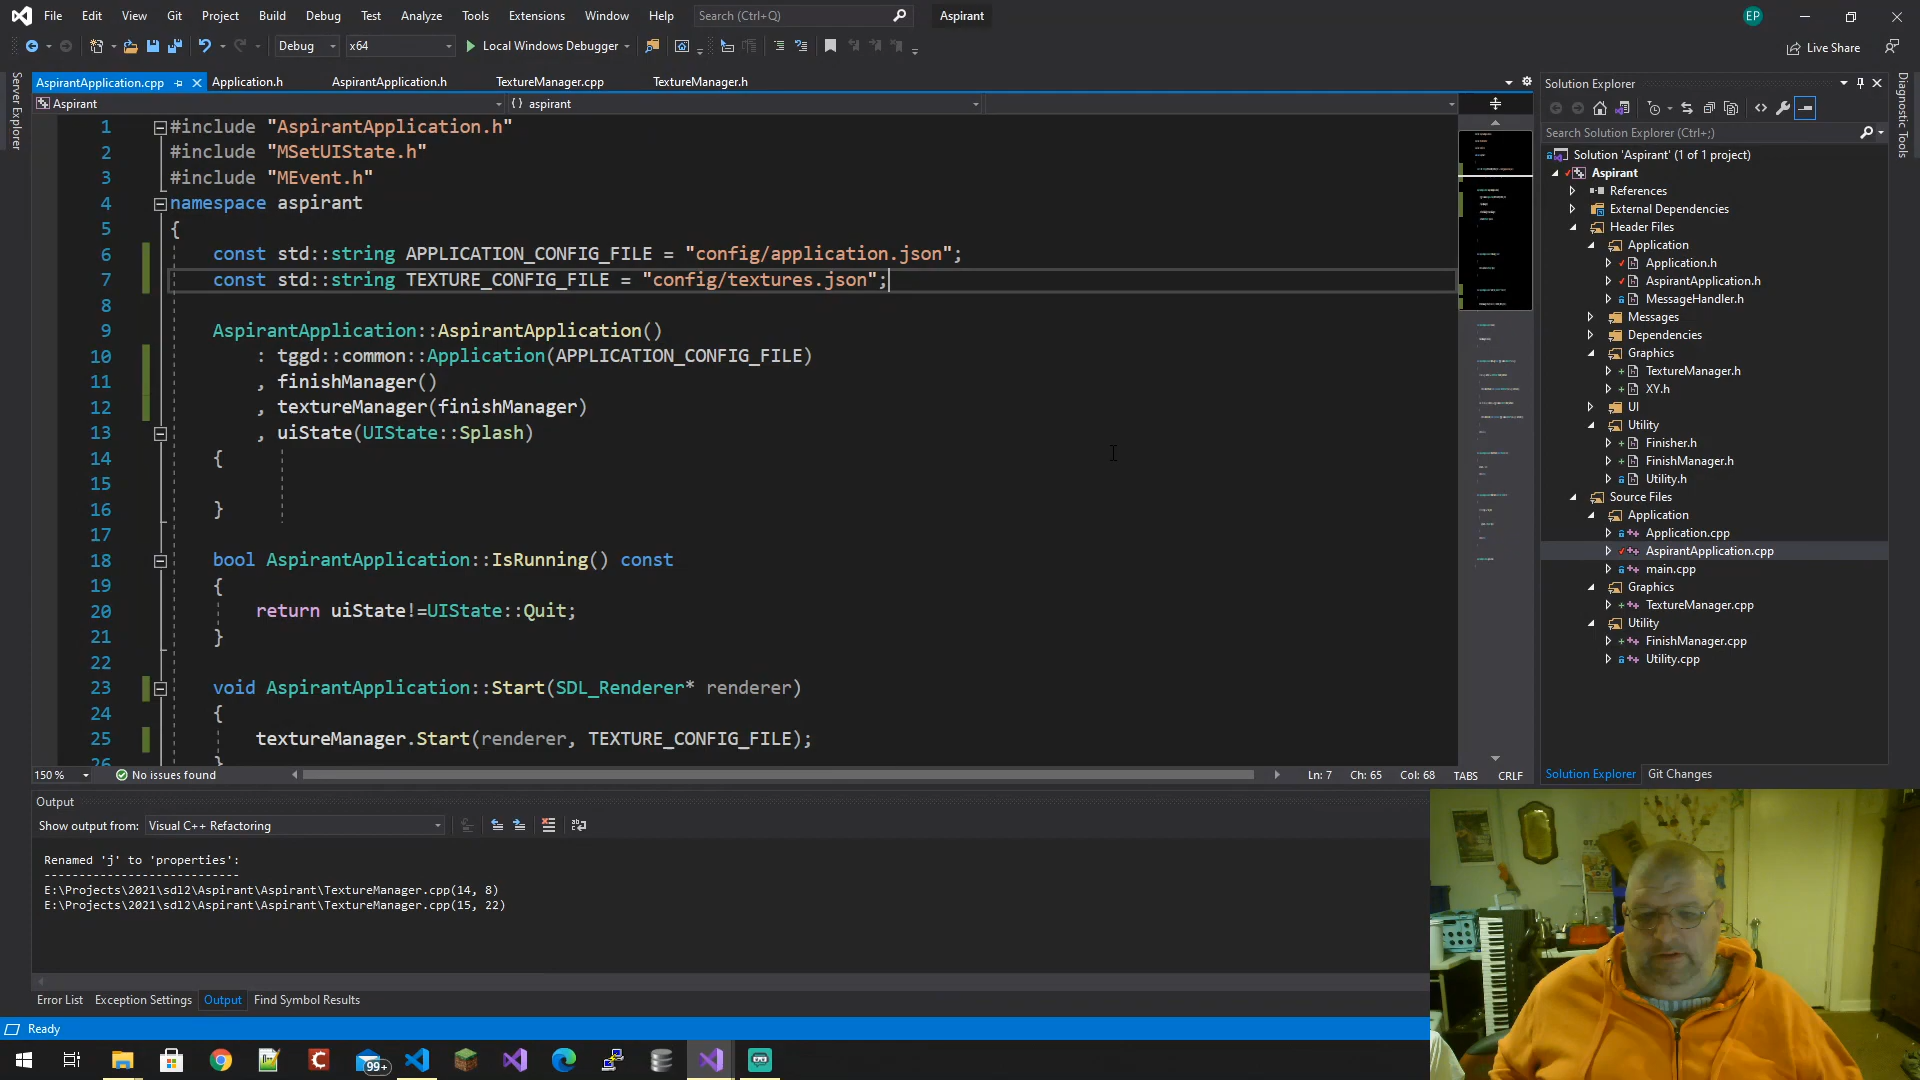 File Edit View Git Project Build Debug Test Analyze Tools Extensions Window Help Search (Ctrl+Q) Aspirant EP
Debug x64 Local Windows Debugger Live Share
Server Explorer
AspirantApplication.cpp Application.h AspirantApplication.h TextureManager.cpp TextureManager.h
Aspirant {} aspirant
1 #include "AspirantApplication.h"
2 #include "MSetUIState.h"
3 #include "MEvent.h"
4 namespace aspirant
5 {
6 const std::string APPLICATION_CONFIG_FILE = "config/application.json";
7 const std::string TEXTURE_CONFIG_FILE = "config/textures.json";
8
9 AspirantApplication::AspirantApplication()
10 : tggd::common::Application(APPLICATION_CONFIG_FILE)
11 , finishManager()
12 , textureManager(finishManager)
13 , uiState(UIState::Splash)
14 {
15
16 }
17
18 bool AspirantApplication::IsRunning() const
19 {
20 return uiState!=UIState::Quit;
21 }
22
23 void AspirantApplication::Start(SDL_Renderer* renderer)
24 {
25 textureManager.Start(renderer, TEXTURE_CONFIG_FILE);
26 }
150 % No issues found Ln: 7 Ch: 65 Col: 68 TABS CRLF
Output
Show output from: Visual C++ Refactoring
Renamed 'j' to 'properties':
---------------------------
E:\Projects\2021\sdl2\Aspirant\Aspirant\TextureManager.cpp(14, 8)
E:\Projects\2021\sdl2\Aspirant\Aspirant\TextureManager.cpp(15, 22)
Error List Exception Settings Output Find Symbol Results
Ready
99+
Solution Explorer
Search Solution Explorer (Ctrl+;)
Solution 'Aspirant' (1 of 1 project)
Aspirant
References
External Dependencies
Header Files
Application
Application.h
AspirantApplication.h
MessageHandler.h
Messages
Dependencies
Graphics
TextureManager.h
XY.h
UI
Utility
Finisher.h
FinishManager.h
Utility.h
Source Files
Application
Application.cpp
AspirantApplication.cpp
main.cpp
Graphics
TextureManager.cpp
Utility
FinishManager.cpp
Utility.cpp
Solution Explorer Git Changes
Diagnostic Tools